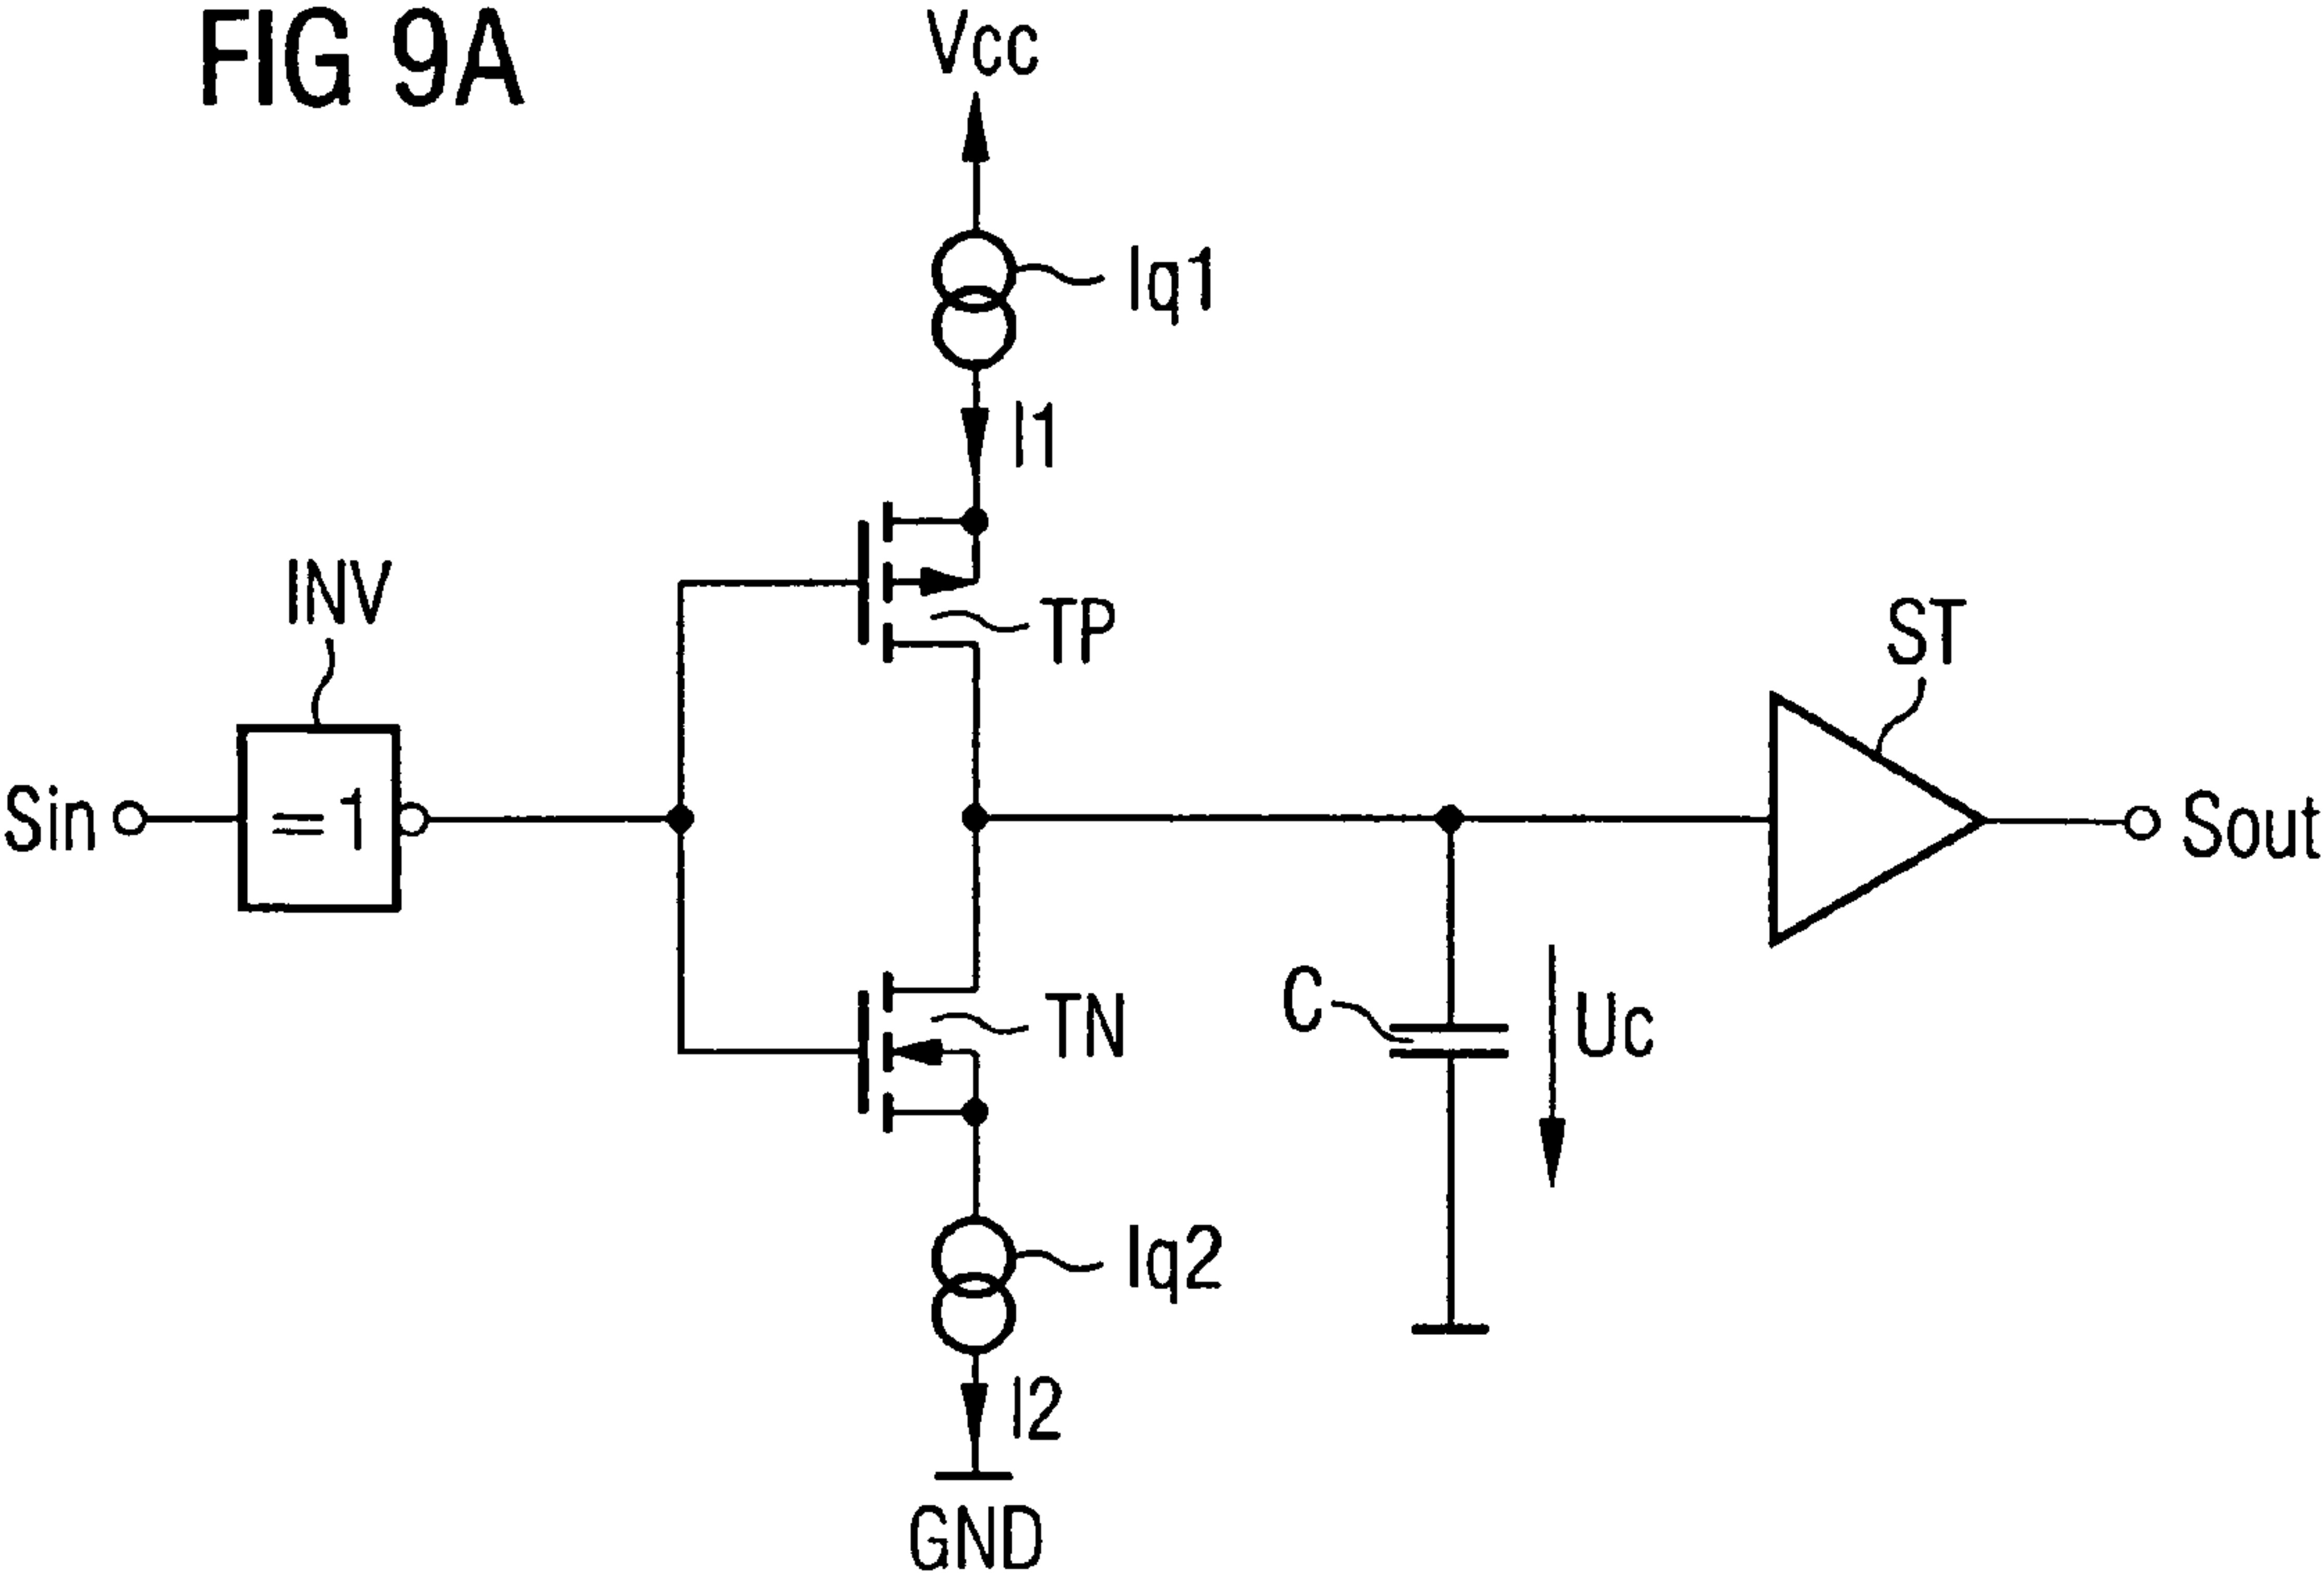 FIG 9A
Vcc
Iq1
I1
INV
TP
ST
Sin
=1
Sout
TN
C
Uc
Iq2
I2
GND